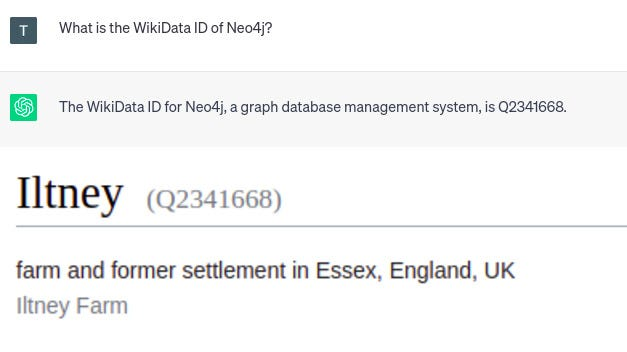 T
What is the WikiData ID of Neo4j?
The WikiData ID for Neo4j, a graph database management system, is Q2341668.
Iltney (Q2341668)
farm and former settlement in Essex, England, UK
Iltney Farm